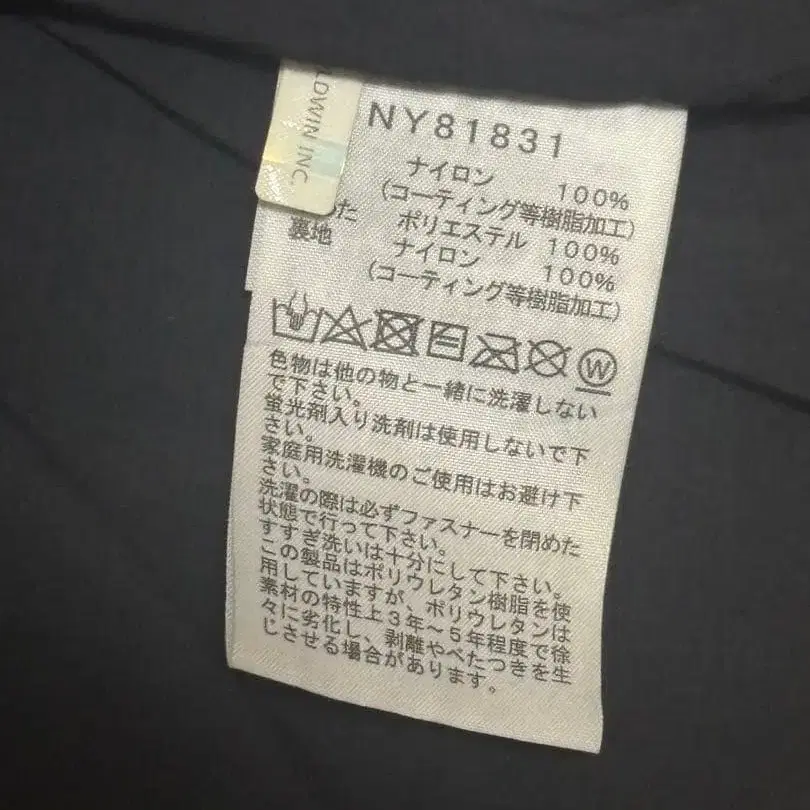 LDWIN INC.
NY81831
ナイロン 100%
(コーティング等樹脂加工)
わた ポリエステル 100%
裏地 ナイロン 100%
(コーティング等樹脂加工)
W
色物は他の物と一緒に洗濯しない
で下さい。
蛍光剤入り洗剤は使用しないで下
さい。
家庭用洗濯機のご使用はお避け下
さい。
洗濯の際は必ずファスナーを閉めた
状態で行って下さい。
すすぎ洗いは十分にして下さい。
この製品はポリウレタン樹脂を使
用していますが、ポリウレタンは
素材の特性上3年~5年程度で徐
々に劣化し、剥離やべたつきを生
じさせる場合があります。